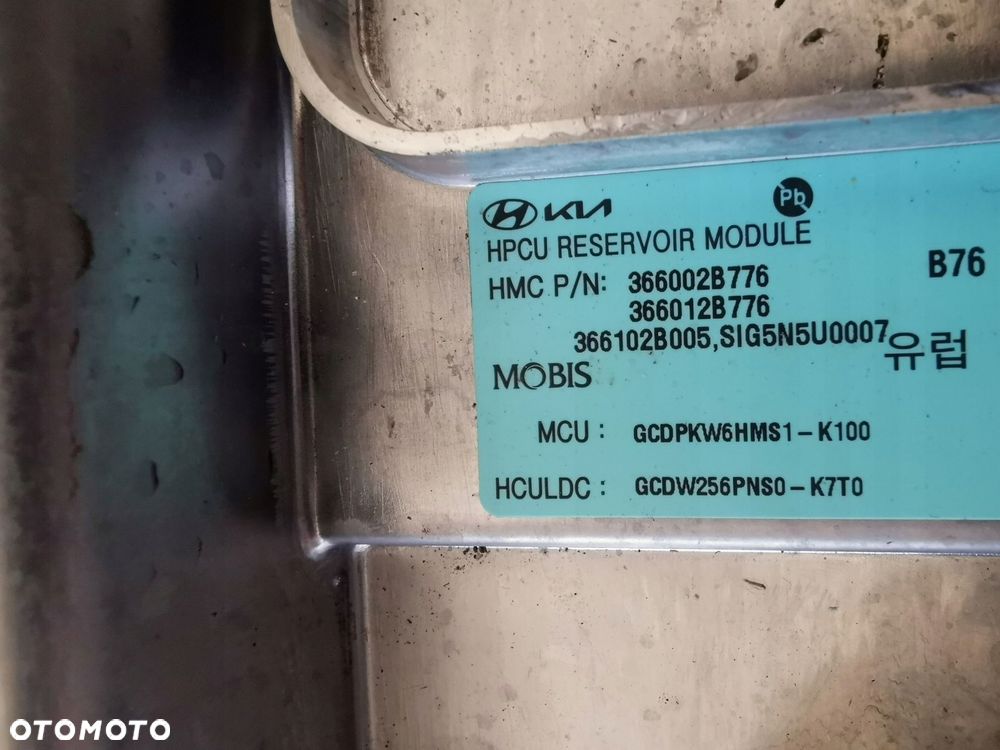 KIA Pb
HPCU RESERVOIR MODULE
HMC P/N: 366002B776 B76
366012B776
366102B005,SIG5N5U0007 유럽
MOBIS
MCU : GCDPKW6HMS1-K100
HCULDC : GCDW256PNS0-K7T0
OTOMOTO